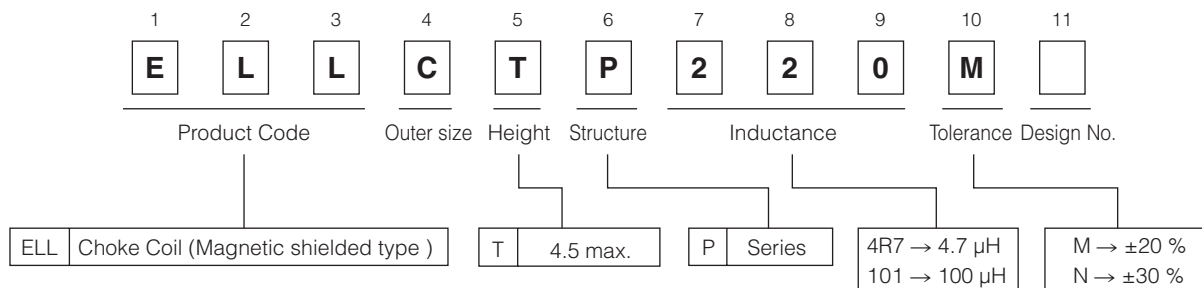 1 2 3 4 5 6 7 8 9 10 11
E L L C T P 2 2 0 M
Product Code Outer size Height Structure Inductance Tolerance Design No.
ELL Choke Coil (Magnetic shielded type ) T 4.5 max. P Series 4R7 → 4.7 µH M → ±20 %
101 → 100 µH N → ±30 %